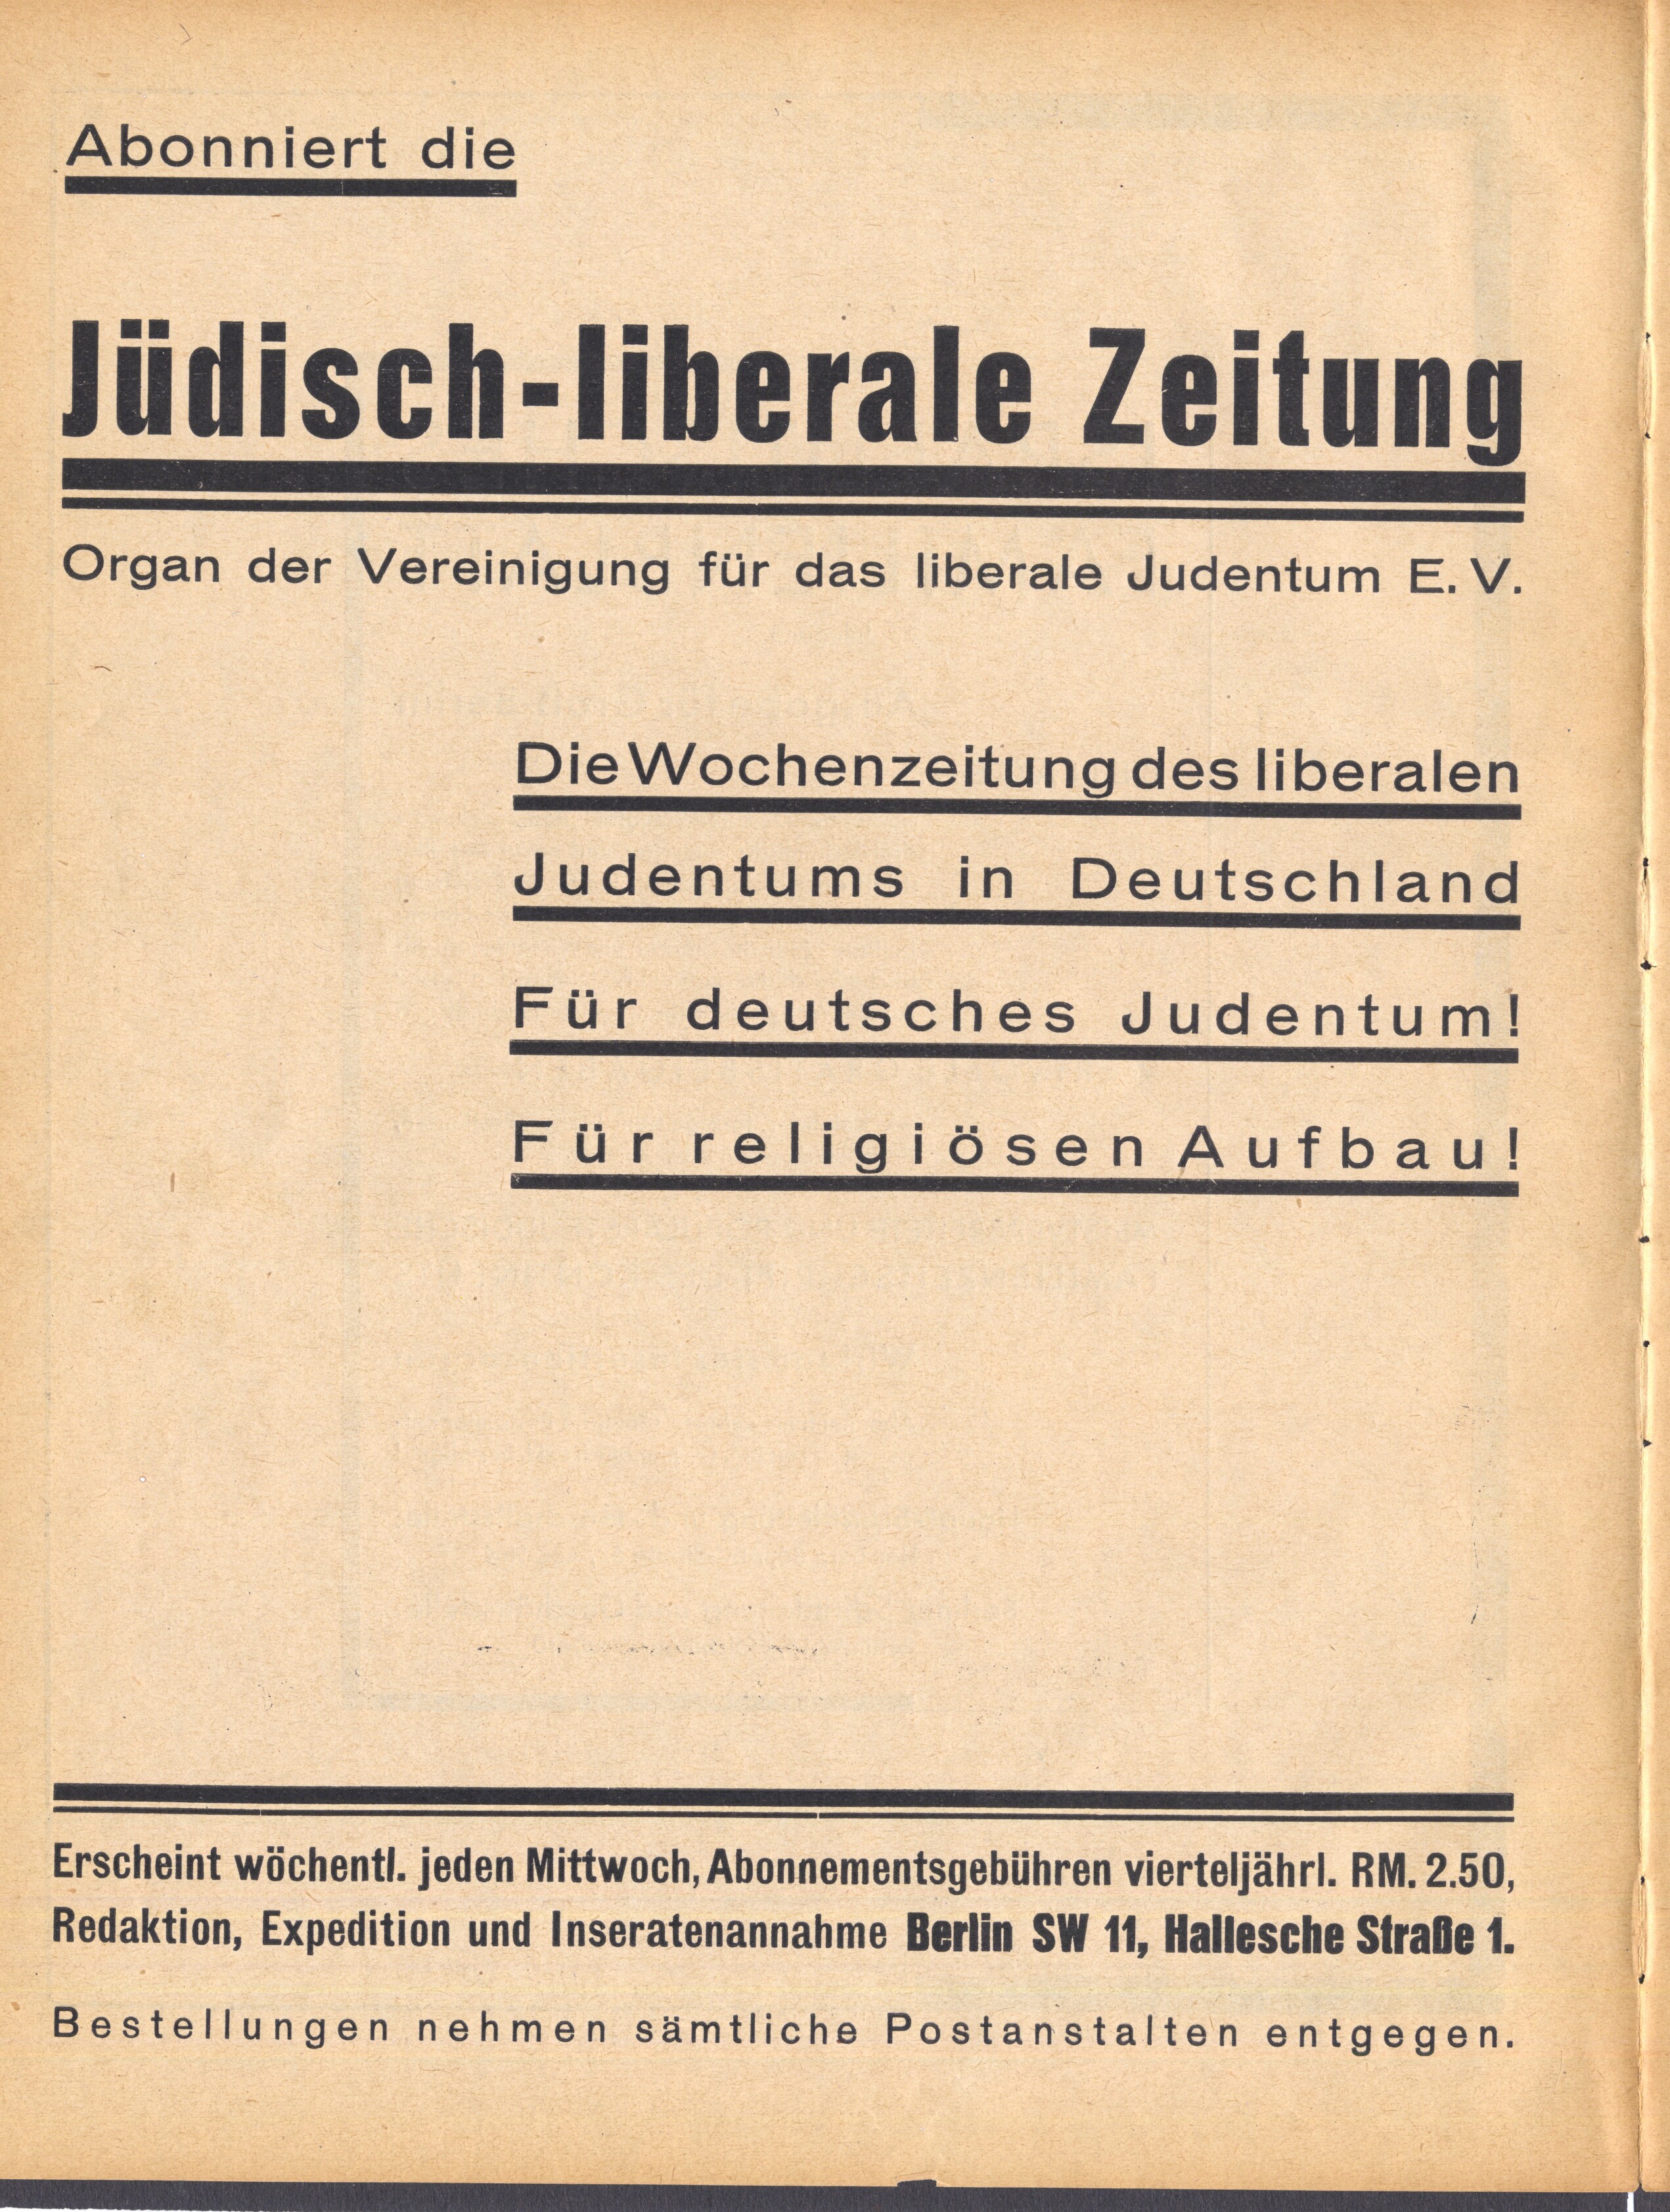 Abonniert die
Jüdisch-liberale Zeitung
Organ der Vereinigung für das liberale Judentum E. V.
Die Wochenzeitung des liberalen
Judentums in Deutschland
Für deutsches Judentum!
Für religiösen Aufbau!
Erscheint wöchentl. jeden Mittwoch, Abonnementsgebühren vierteljährl. RM. 2.50,
Redaktion, Expedition und Inseratenannahme Berlin SW 11, Hallesche Straße 1.
Bestellungen nehmen sämtliche Postanstalten entgegen.